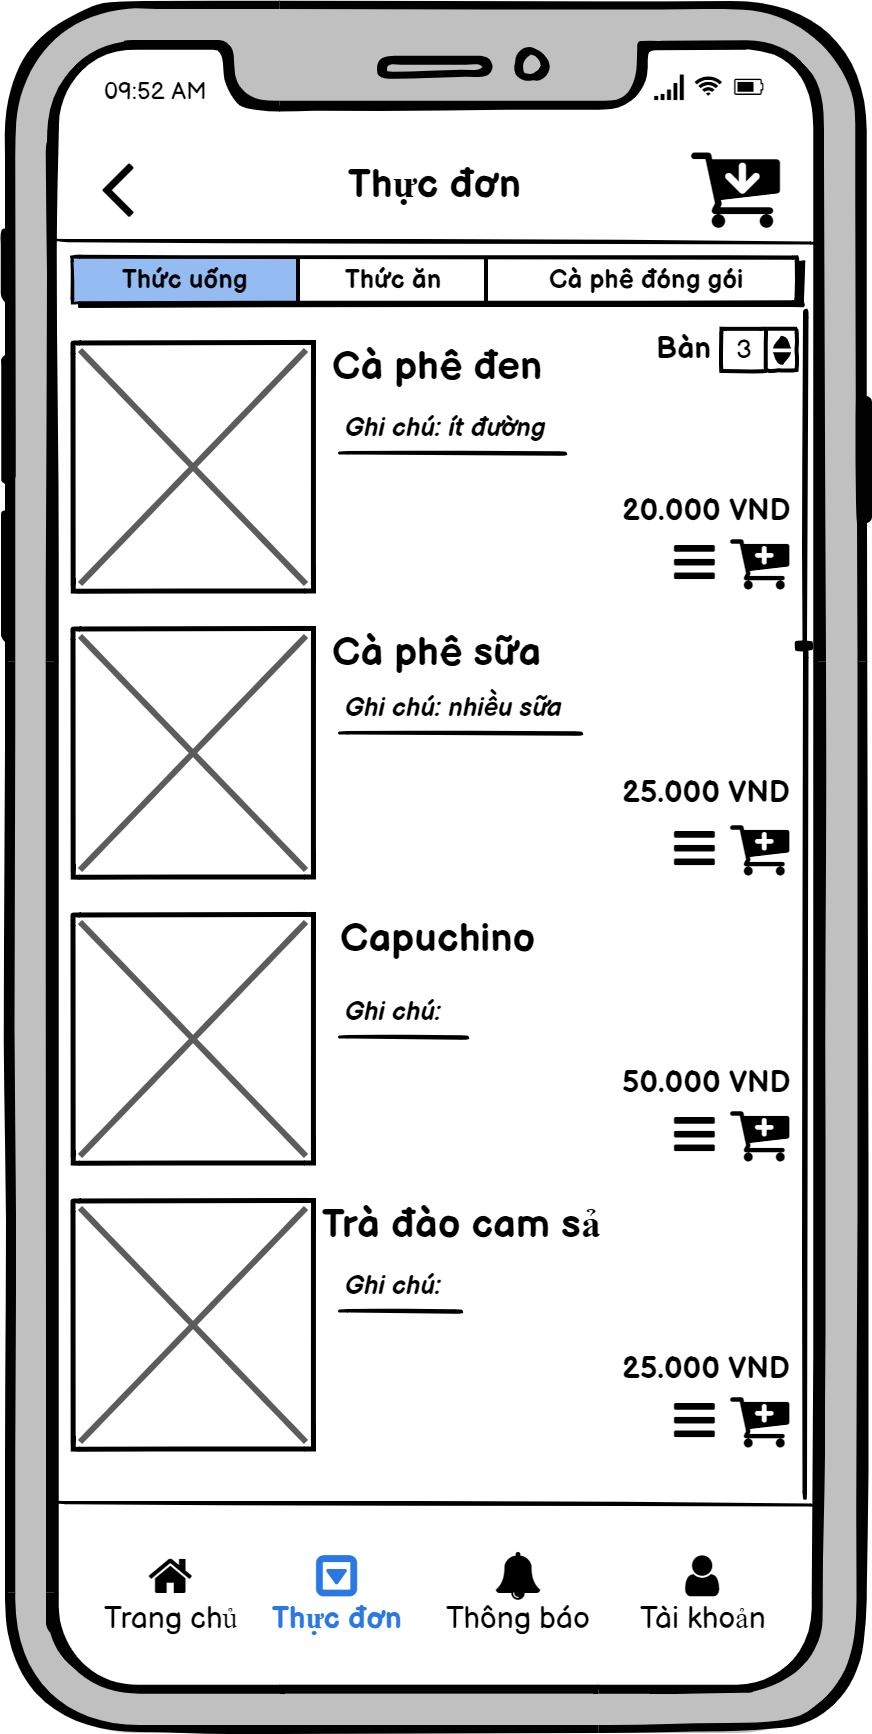 09:52 AM
Thực đơn
Thức uống
Thức ăn
Cà phê đóng gói
Bàn 3
Cà phê đen
Ghi chú: ít đường
20.000 VND
Cà phê sữa
Ghi chú: nhiều sữa
25.000 VND
Capuchino
Ghi chú:
50.000 VND
Trà đào cam sả
Ghi chú:
25.000 VND
Trang chủ
Thực đơn
Thông báo
Tài khoản